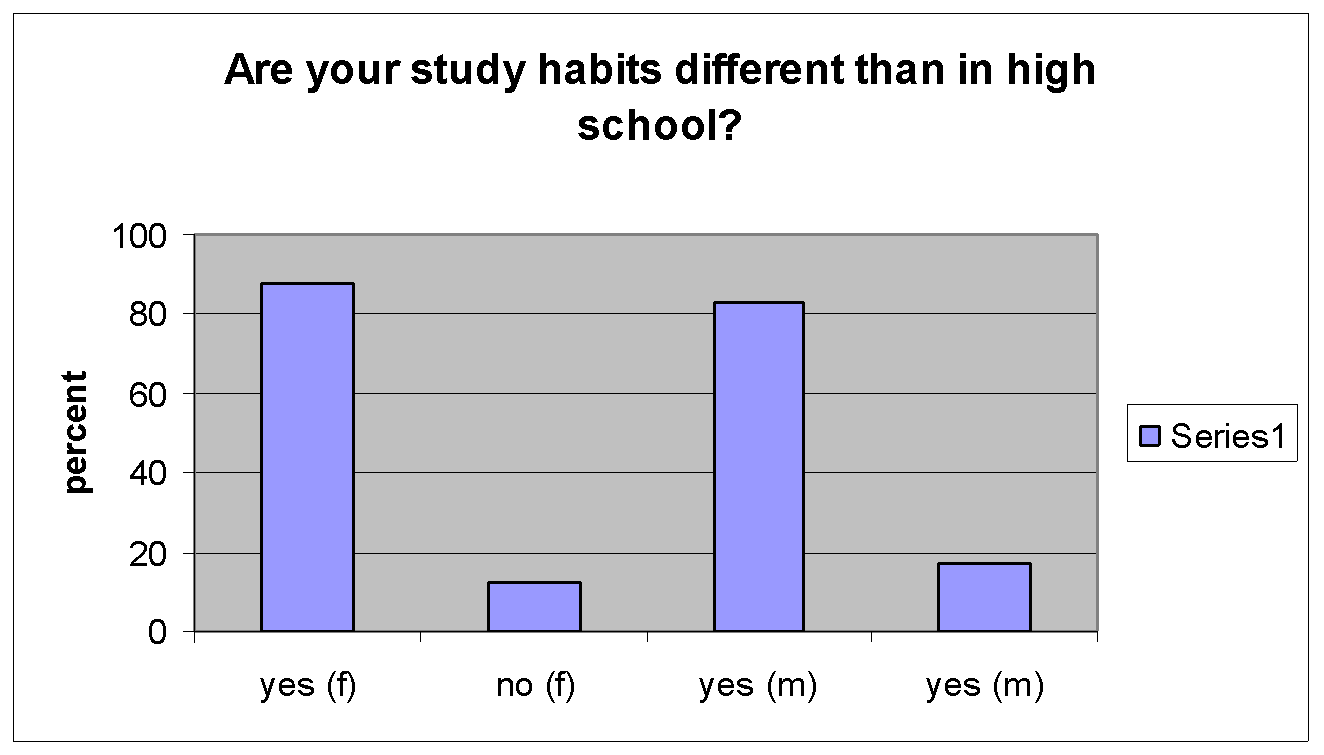 Are your study habits different than in high
school?
100
80
60
40
20
0
percent
yes (f) no (f) yes (m) yes (m)
Series1